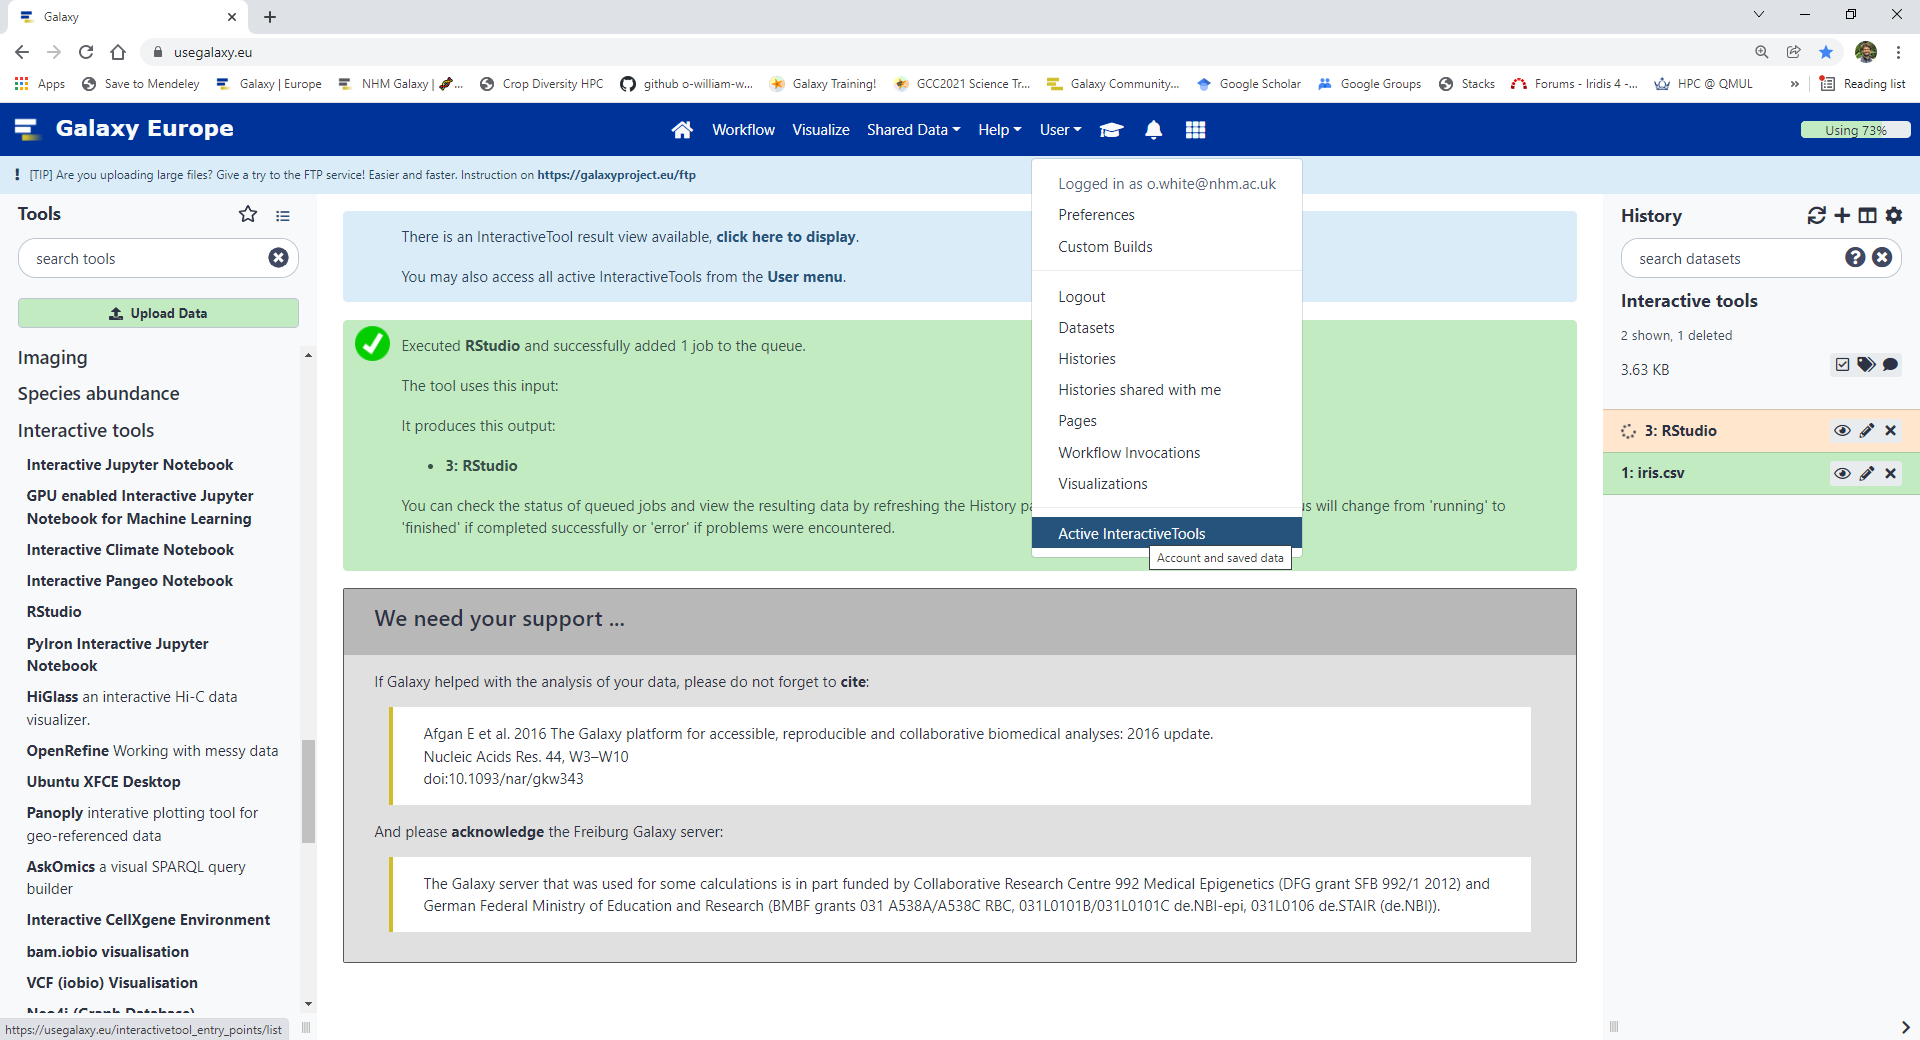 Galaxy
usegalaxy.eu
Apps
Save to Mendeley
Galaxy | Europe
NHM Galaxy | ...
Crop Diversity HPC
github o-william-w...
Galaxy Training!
GCC2021 Science Tr...
Galaxy Community...
Google Scholar
Google Groups
Stacks
Forums - Iridis 4 -...
HPC @ QMUL
»
Reading list
Galaxy Europe
Workflow
Visualize
Shared Data
Help
User
Using 73%
[TIP] Are you uploading large files? Give a try to the FTP service! Easier and faster. Instruction on https://galaxyproject.eu/ftp
Tools
search tools
Upload Data
Imaging
Species abundance
Interactive tools
Interactive Jupyter Notebook
GPU enabled Interactive Jupyter
Notebook for Machine Learning
Interactive Climate Notebook
Interactive Pangeo Notebook
RStudio
PyIron Interactive Jupyter
Notebook
HiGlass an interactive Hi-C data
visualizer.
OpenRefine Working with messy data
Ubuntu XFCE Desktop
Panoply interative plotting tool for
geo-referenced data
AskOmics a visual SPARQL query
builder
Interactive CellXgene Environment
bam.iobio visualisation
VCF (iobio) Visualisation
Neo4j (Graph Database)
https://usegalaxy.eu/interactivetool_entry_points/list
There is an InteractiveTool result view available, click here to display.
You may also access all active InteractiveTools from the User menu.
Executed RStudio and successfully added 1 job to the queue.
The tool uses this input:
It produces this output:
• 3: RStudio
You can check the status of queued jobs and view the resulting data by refreshing the History pa
us will change from 'running' to
'finished' if completed successfully or 'error' if problems were encountered.
Logged in as o.white@nhm.ac.uk
Preferences
Custom Builds
Logout
Datasets
Histories
Histories shared with me
Pages
Workflow Invocations
Visualizations
Active InteractiveTools
Account and saved data
We need your support ...
If Galaxy helped with the analysis of your data, please do not forget to cite:
Afgan E et al. 2016 The Galaxy platform for accessible, reproducible and collaborative biomedical analyses: 2016 update.
Nucleic Acids Res. 44, W3–W10
doi:10.1093/nar/gkw343
And please acknowledge the Freiburg Galaxy server:
The Galaxy server that was used for some calculations is in part funded by Collaborative Research Centre 992 Medical Epigenetics (DFG grant SFB 992/1 2012) and
German Federal Ministry of Education and Research (BMBF grants 031 A538A/A538C RBC, 031L0101B/031L0101C de.NBI-epi, 031L0106 de.STAIR (de.NBI)).
History
search datasets
Interactive tools
2 shown, 1 deleted
3.63 KB
3: RStudio
1: iris.csv